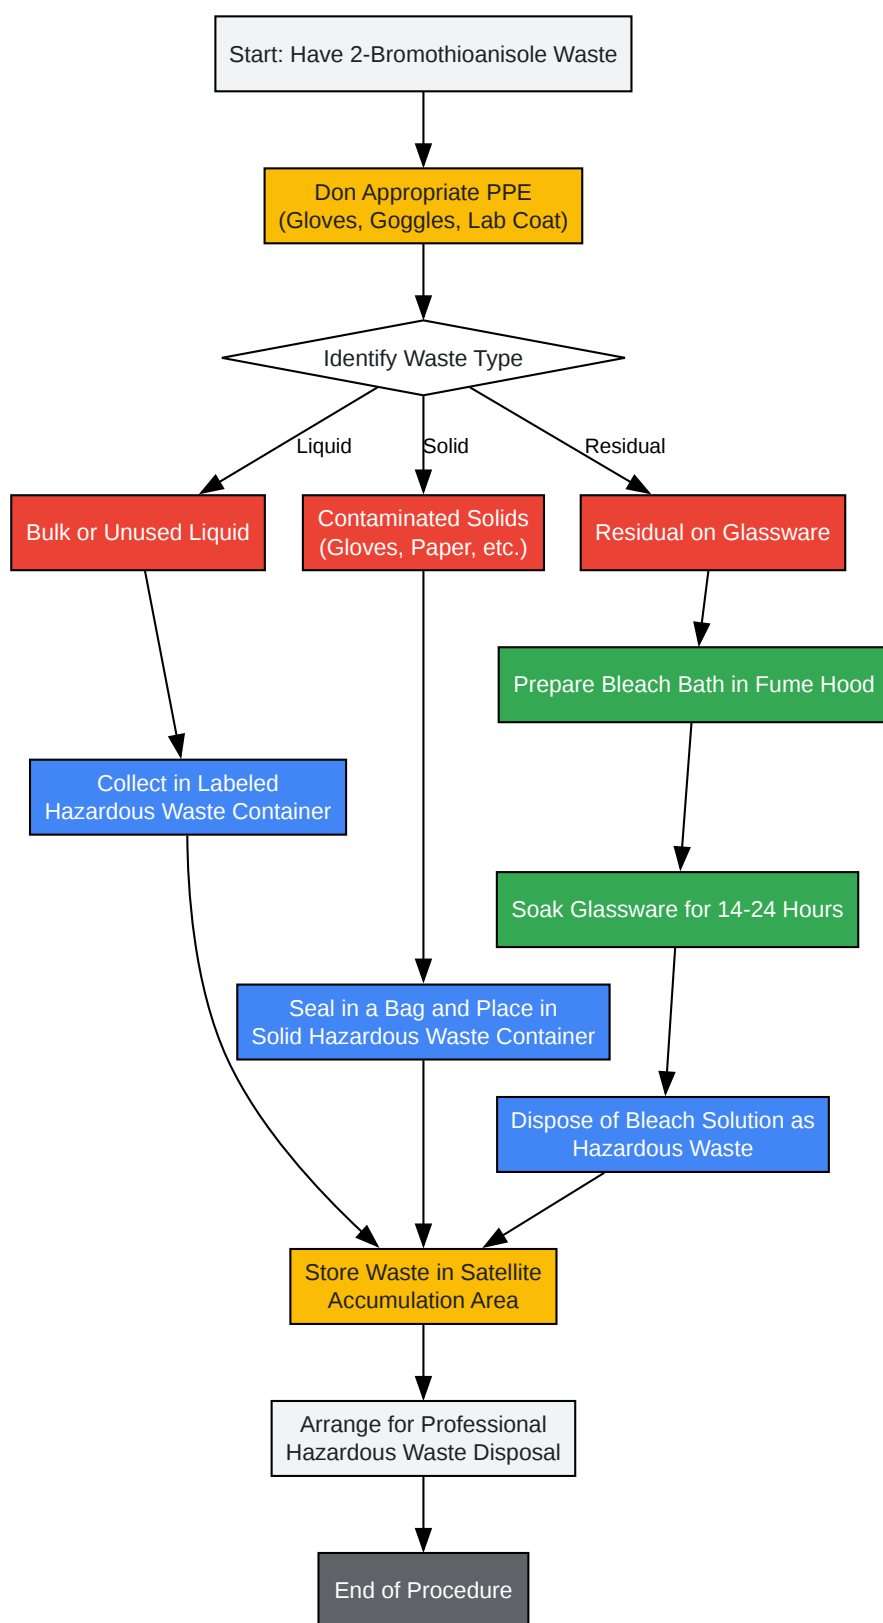 Start: Have 2-Bromothioanisole Waste
Don Appropriate PPE
(Gloves, Goggles, Lab Coat)
Identify Waste Type
Liquid
Solid
Residual
Bulk or Unused Liquid
Contaminated Solids
(Gloves, Paper, etc.)
Residual on Glassware
Prepare Bleach Bath in Fume Hood
Collect in Labeled
Hazardous Waste Container
Soak Glassware for 14-24 Hours
Seal in a Bag and Place in
Solid Hazardous Waste Container
Dispose of Bleach Solution as
Hazardous Waste
Store Waste in Satellite
Accumulation Area
Arrange for Professional
Hazardous Waste Disposal
End of Procedure